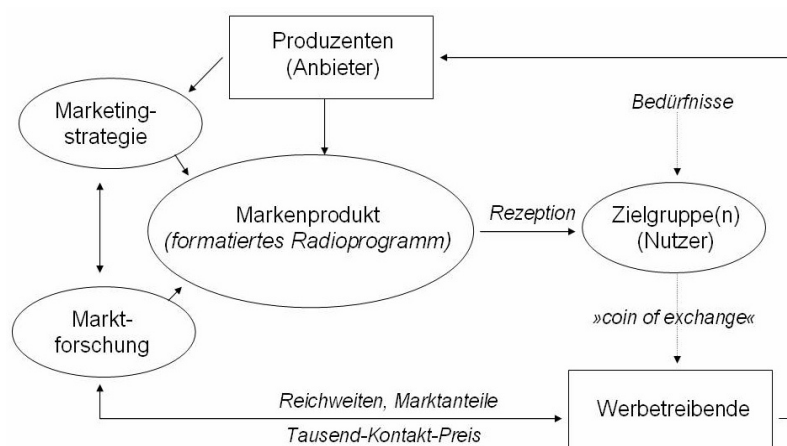 Produzenten
(Anbieter)
Marketing-
strategie
Bedürfnisse
Markenprodukt
(formatiertes Radioprogramm)
Rezeption
Zielgruppe(n)
(Nutzer)
Markt-
forschung
»coin of exchange«
Reichweiten, Marktanteile
Tausend-Kontakt-Preis
Werbetreibende